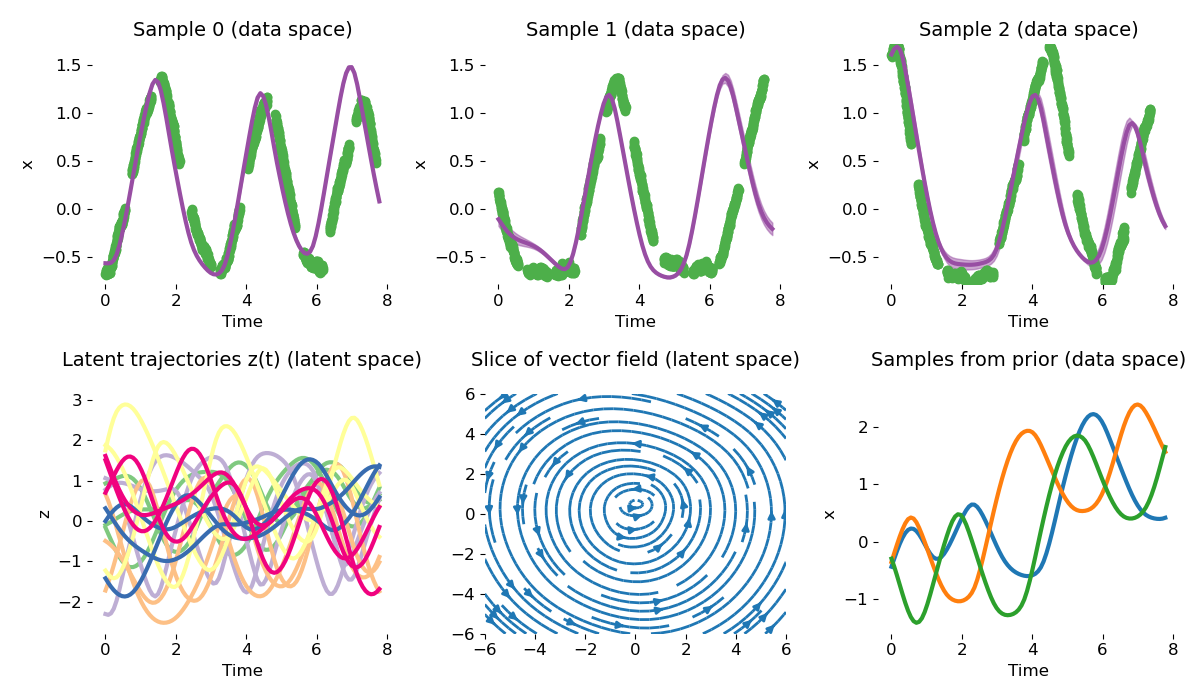 Sample 0 (data space)
Sample 1 (data space)
Sample 2 (data space)
1.5
1.0
0.5
0.0
−0.5
x
0 2 4 6 8
Time
1.5
1.0
0.5
0.0
−0.5
x
0 2 4 6 8
Time
1.5
1.0
0.5
0.0
−0.5
x
0 2 4 6 8
Time
Latent trajectories z(t) (latent space)
Slice of vector field (latent space)
Samples from prior (data space)
3
2
1
0
−1
−2
z
0 2 4 6 8
Time
6
4
2
0
−2
−4
−6
−6 −4 −2 0 2 4 6
2
1
0
−1
x
0 2 4 6 8
Time